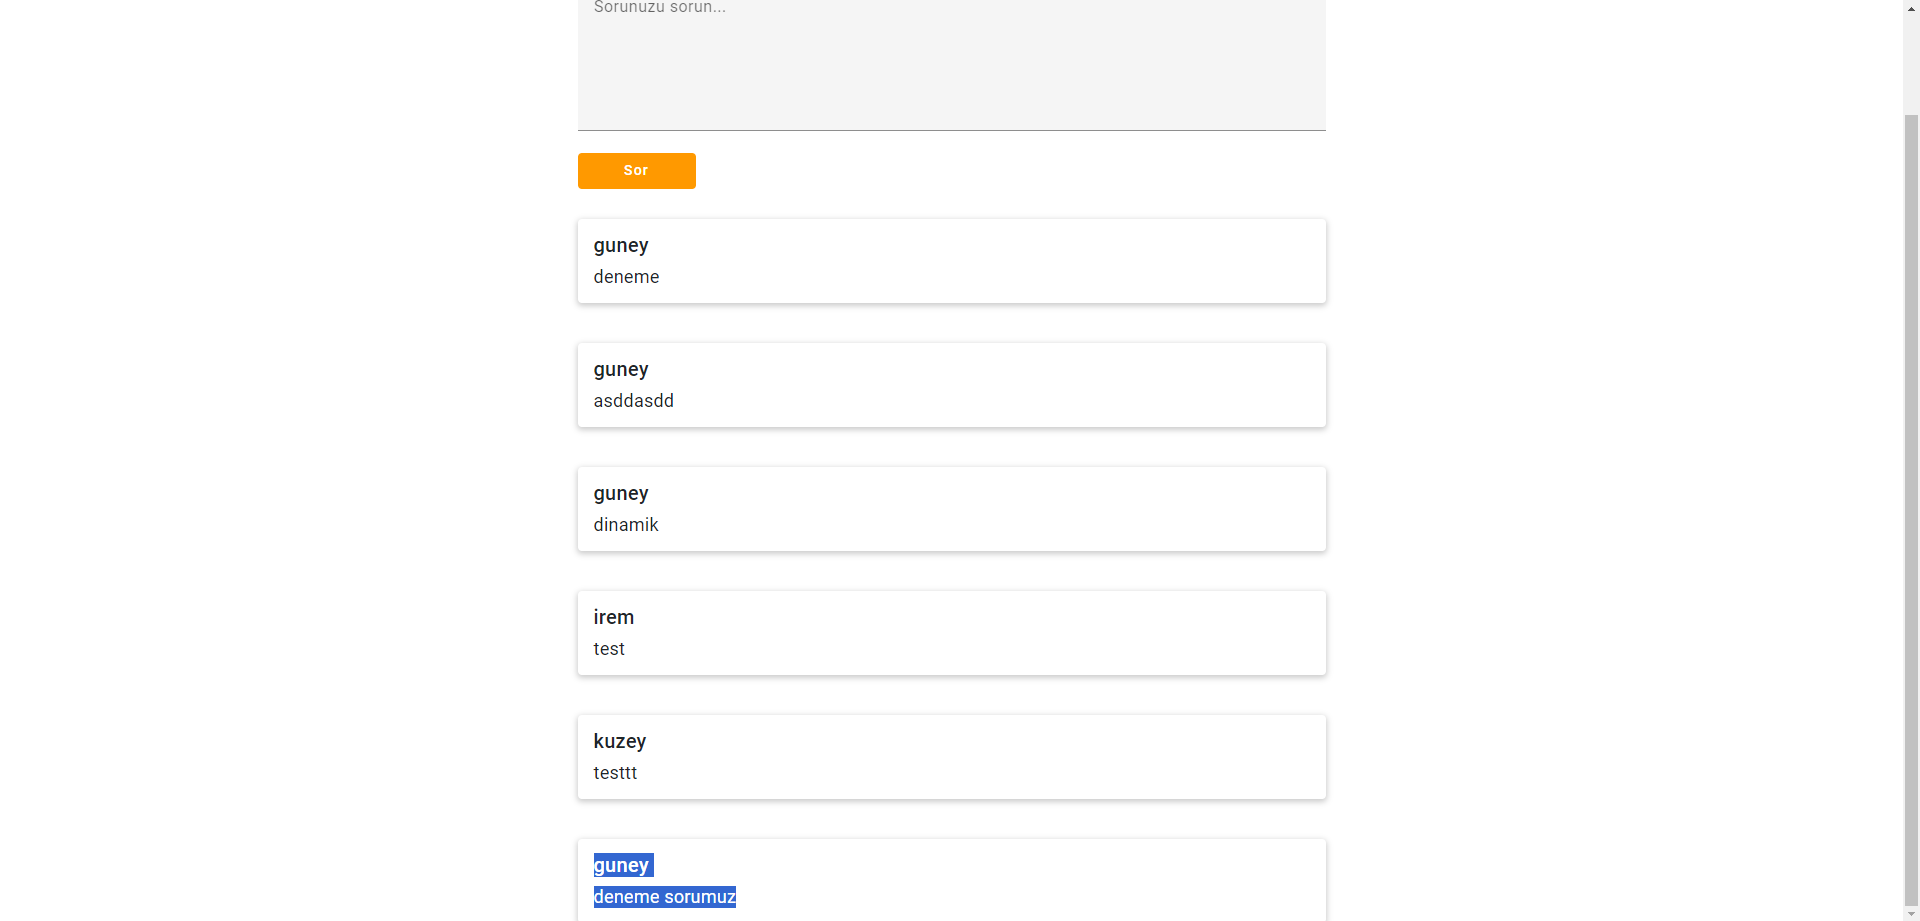 Sorunuzu sorun...
Sor
guney
deneme
guney
asddasdd
guney
dinamik
irem
test
kuzey
testtt
guney
deneme sorumuz